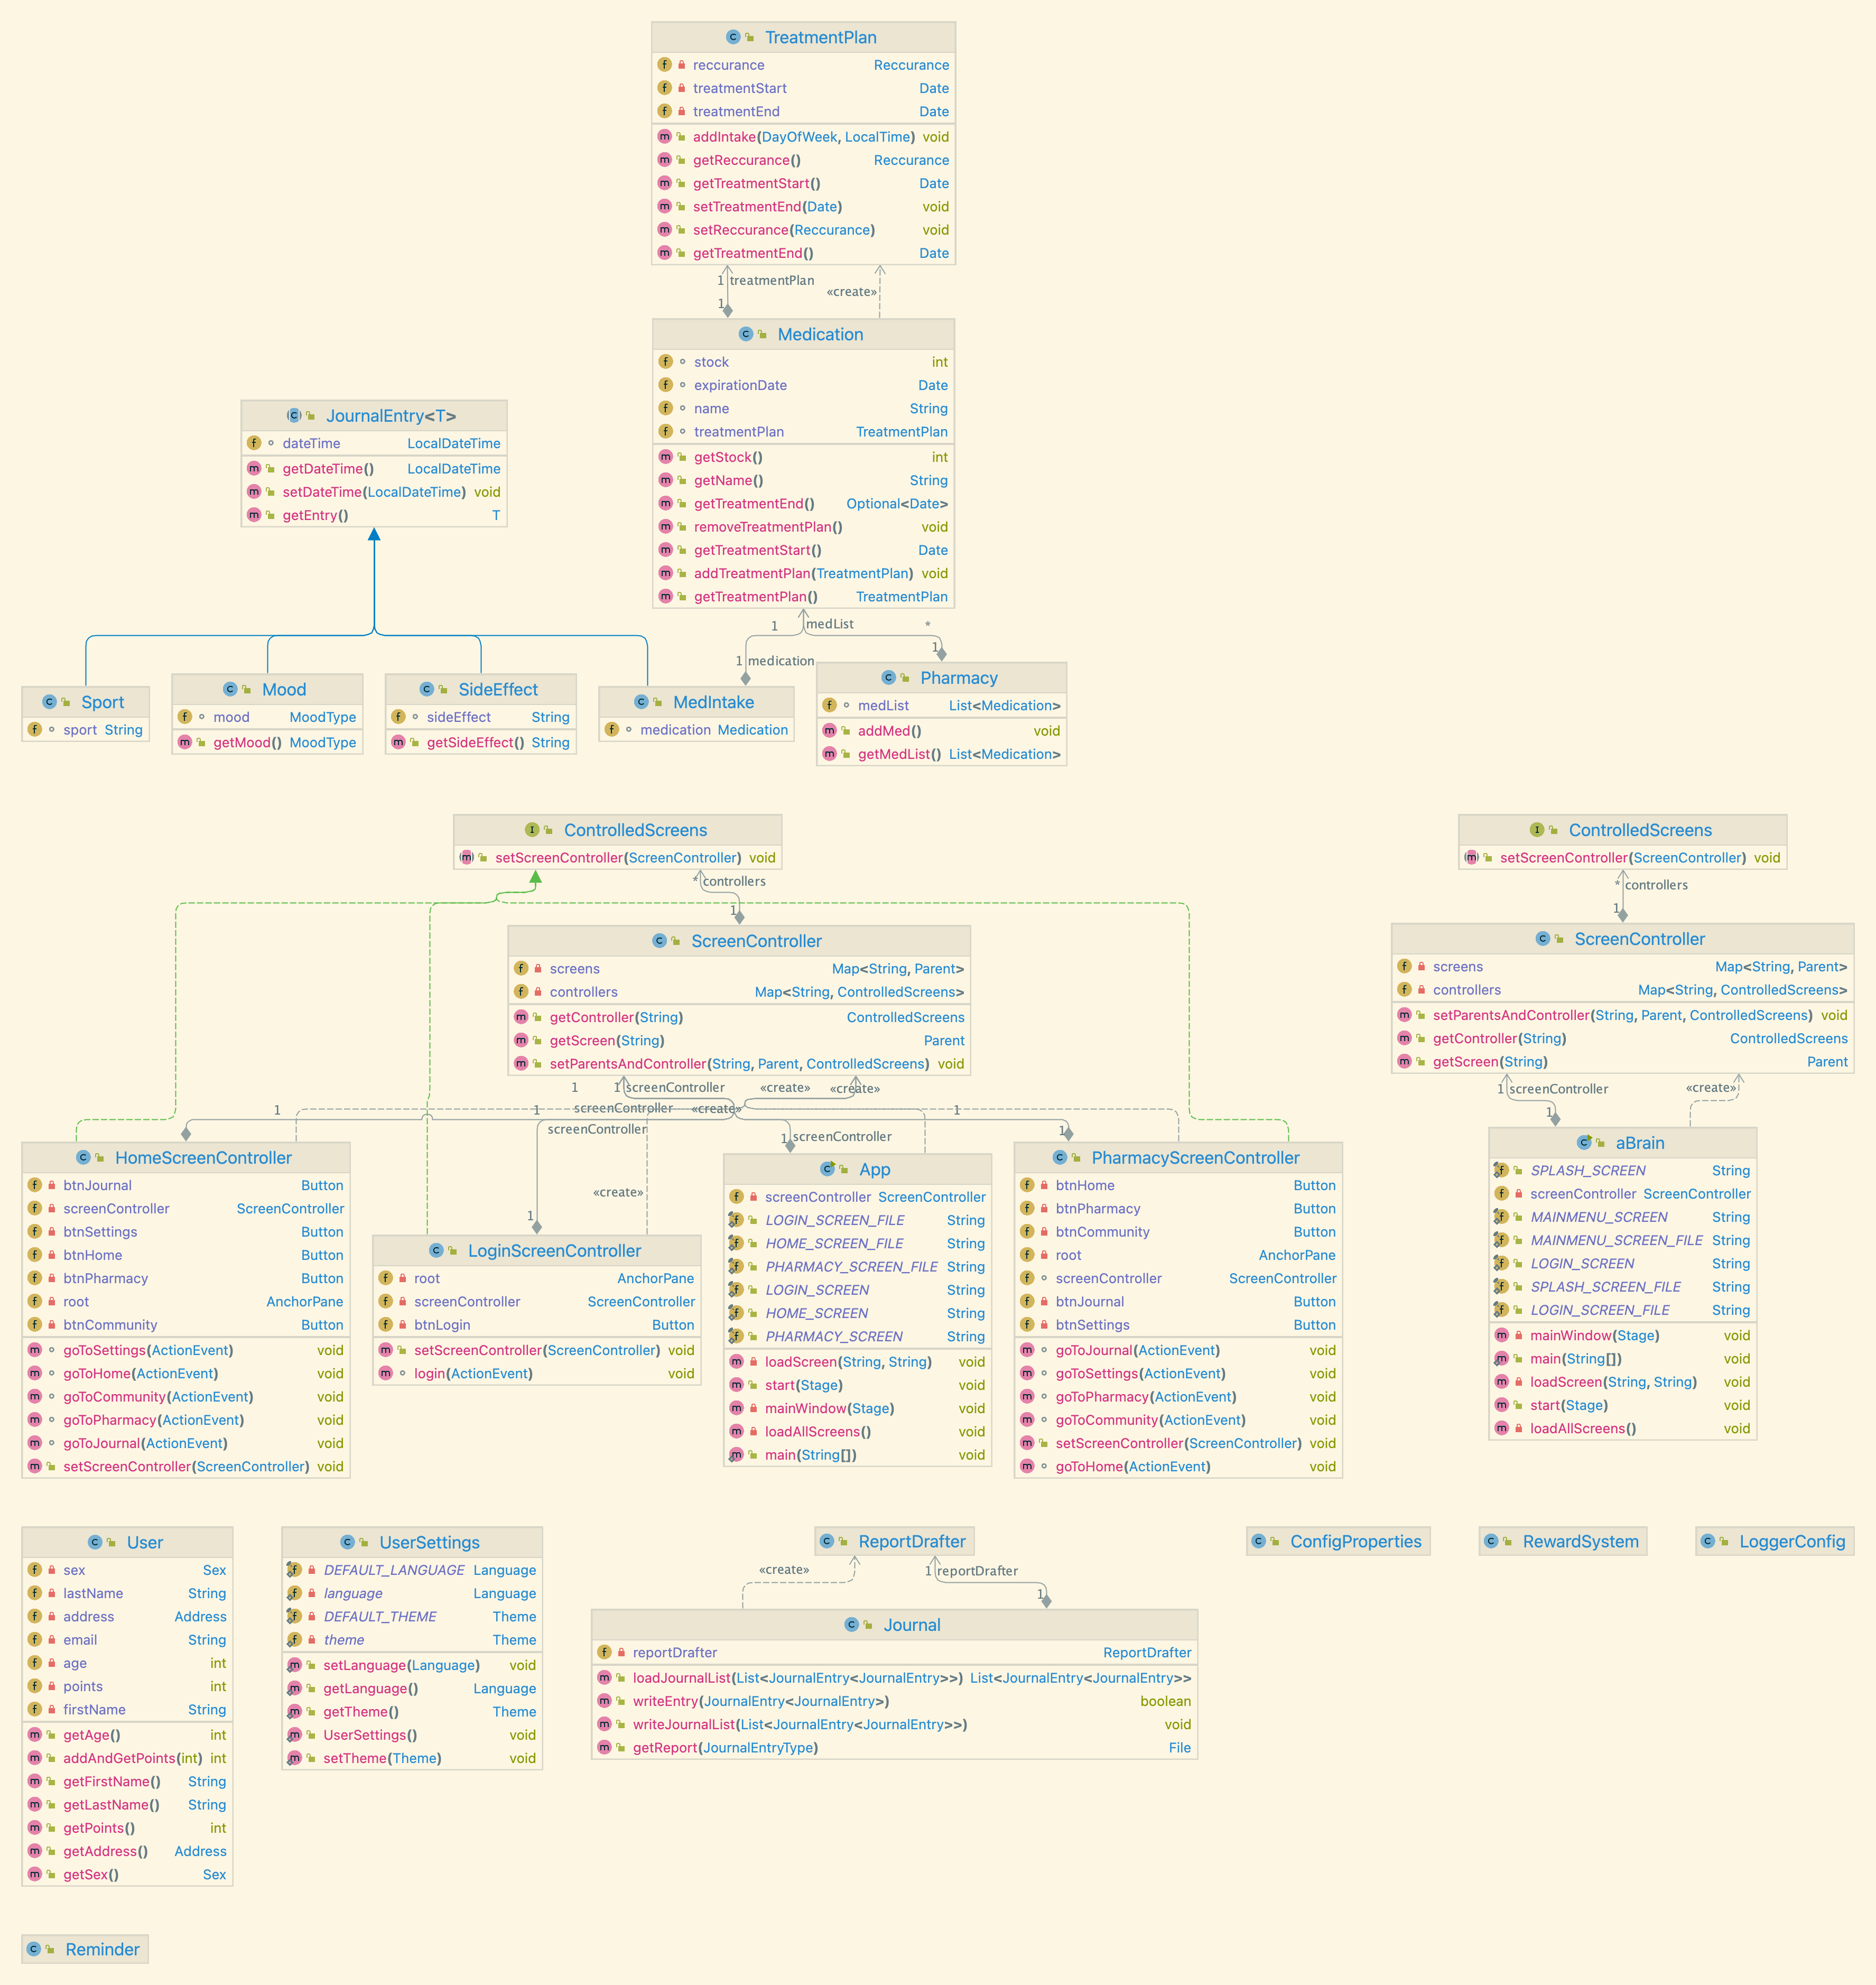 TreatmentPlan
reccurance Reccurance
treatmentStart Date
treatmentEnd Date
addIntake(DayOfWeek, LocalTime) void
getReccurance() Reccurance
getTreatmentStart() Date
setTreatmentEnd(Date) void
setReccurance(Reccurance) void
getTreatmentEnd() Date
1 treatmentPlan
«create»
1
Medication
stock int
expirationDate Date
name String
treatmentPlan TreatmentPlan
getStock() int
getName() String
getTreatmentEnd() Optional<Date>
removeTreatmentPlan() void
getTreatmentStart() Date
addTreatmentPlan(TreatmentPlan) void
getTreatmentPlan() TreatmentPlan
JournalEntry<T>
dateTime LocalDateTime
getDateTime() LocalDateTime
setDateTime(LocalDateTime) void
getEntry() T
1 medList *
1 medication 1
Sport
sport String
Mood
mood MoodType
getMood() MoodType
SideEffect
sideEffect String
getSideEffect() String
MedIntake
medication Medication
Pharmacy
medList List<Medication>
addMed() void
getMedList() List<Medication>
ControlledScreens
setScreenController(ScreenController) void
* controllers
1
ScreenController
screens Map<String, Parent>
controllers Map<String, ControlledScreens>
getController(String) ControlledScreens
getScreen(String) Parent
setParentsAndController(String, Parent, ControlledScreens) void
1 1 screenController «create» «create»
1 screenController 1 «create» 1
screenController 1 screenController 1
«create»
1
HomeScreenController
btnJournal Button
screenController ScreenController
btnSettings Button
btnHome Button
btnPharmacy Button
root AnchorPane
btnCommunity Button
goToSettings(ActionEvent) void
goToHome(ActionEvent) void
goToCommunity(ActionEvent) void
goToPharmacy(ActionEvent) void
goToJournal(ActionEvent) void
setScreenController(ScreenController) void
LoginScreenController
root AnchorPane
screenController ScreenController
btnLogin Button
setScreenController(ScreenController) void
login(ActionEvent) void
App
screenController ScreenController
LOGIN_SCREEN_FILE String
HOME_SCREEN_FILE String
PHARMACY_SCREEN_FILE String
LOGIN_SCREEN String
HOME_SCREEN String
PHARMACY_SCREEN String
loadScreen(String, String) void
start(Stage) void
mainWindow(Stage) void
loadAllScreens() void
main(String[]) void
PharmacyScreenController
btnHome Button
btnPharmacy Button
btnCommunity Button
root AnchorPane
screenController ScreenController
btnJournal Button
btnSettings Button
goToJournal(ActionEvent) void
goToSettings(ActionEvent) void
goToPharmacy(ActionEvent) void
goToCommunity(ActionEvent) void
setScreenController(ScreenController) void
goToHome(ActionEvent) void
ControlledScreens
setScreenController(ScreenController) void
* controllers
1
ScreenController
screens Map<String, Parent>
controllers Map<String, ControlledScreens>
setParentsAndController(String, Parent, ControlledScreens) void
getController(String) ControlledScreens
getScreen(String) Parent
1 screenController «create»
1
aBrain
SPLASH_SCREEN String
screenController ScreenController
MAINMENU_SCREEN String
MAINMENU_SCREEN_FILE String
LOGIN_SCREEN String
SPLASH_SCREEN_FILE String
LOGIN_SCREEN_FILE String
mainWindow(Stage) void
main(String[]) void
loadScreen(String, String) void
start(Stage) void
loadAllScreens() void
User
sex Sex
lastName String
address Address
email String
age int
points int
firstName String
getAge() int
addAndGetPoints(int) int
getFirstName() String
getLastName() String
getPoints() int
getAddress() Address
getSex() Sex
UserSettings
DEFAULT_LANGUAGE Language
language Language
DEFAULT_THEME Theme
theme Theme
setLanguage(Language) void
getLanguage() Language
getTheme() Theme
UserSettings() void
setTheme(Theme) void
ReportDrafter
«create» 1 reportDrafter
1
Journal
reportDrafter ReportDrafter
loadJournalList(List<JournalEntry<JournalEntry>>) List<JournalEntry<JournalEntry>>
writeEntry(JournalEntry<JournalEntry>) boolean
writeJournalList(List<JournalEntry<JournalEntry>>) void
getReport(JournalEntryType) File
ConfigProperties
RewardSystem
LoggerConfig
Reminder